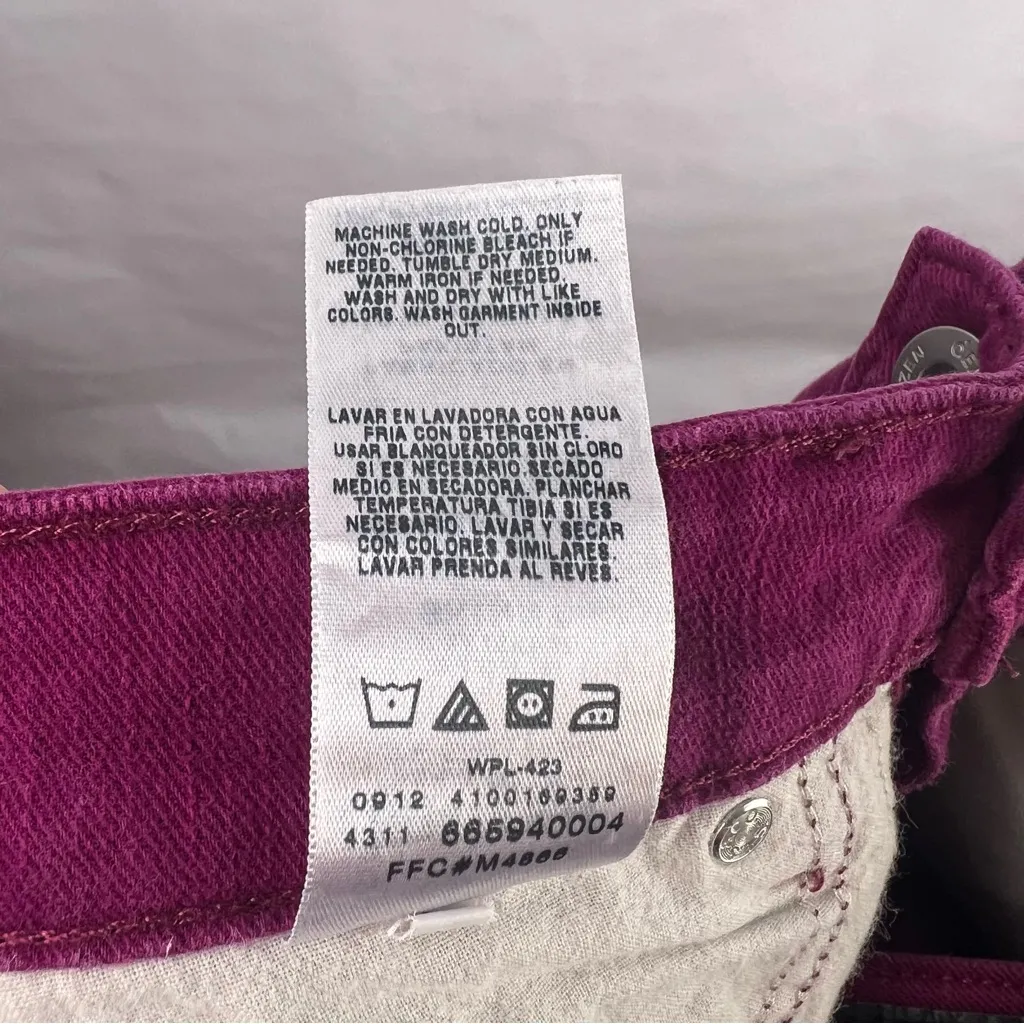 MACHINE WASH COLD. ONLY
NON-CHLORINE BLEACH IF
NEEDED. TUMBLE DRY MEDIUM.
WARM IRON IF NEEDED.
WASH AND DRY WITH LIKE
COLORS. WASH GARMENT INSIDE
OUT.
LAVAR EN LAVADORA CON AGUA
FRIA CON DETERGENTE.
USAR BLANQUEADOR SIN CLORO
SI ES NECESARIO.SECADO
MEDIO EN SECADORA. PLANCHAR
TEMPERATURA TIBIA SI ES
NECESARIO. LAVAR Y SECAR
CON COLORES SIMILARES.
LAVAR PRENDA AL REVES.
WPL-423
0912 4100169359
4311 665940004